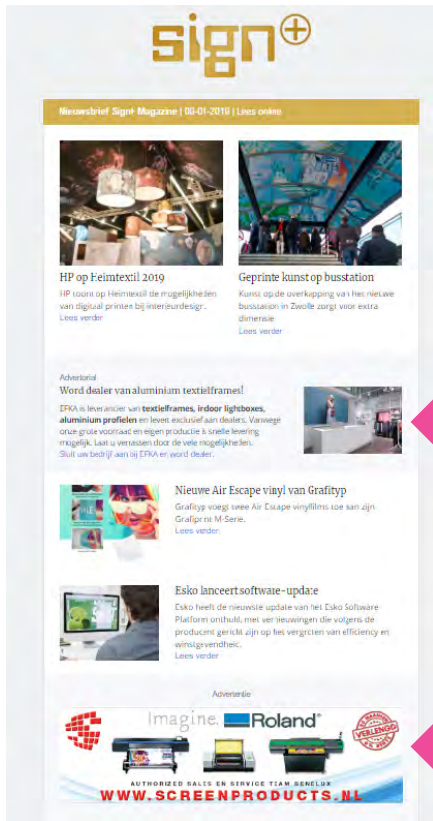 sign+
Nieuwsbrief Sign+ Magazine | 09-01-2019 | Lees online
HP op Heimtextil 2019
HP toont op Heimtextil de mogelijkheden
van digitaal printen bij interieurdesign.
Lees verder
Geprinte kunst op busstation
Kunst op de overkapping van het nieuwe
busstation in Zwolle zorgt voor extra
dimensie
Lees verder
Advertorial
Word dealer van aluminium textielframes!
EFKA is leverancier van textielframes, indoor lightboxes,
aluminium profielen en levert exclusief aan dealers. Vanwege
onze grote voorraad en eigen productie is snelle levering
mogelijk. Laat u verrassen door de vele mogelijkheden.
Sluit uw bedrijf aan bij EFKA en word dealer.
Nieuwe Air Escape vinyl van Grafityp
Grafityp voegt twee Air Escape vinylfilms toe aan zijn
Grafiprint M-Serie.
Lees verder
Esko lanceert software-update
Esko heeft de nieuwste update van het Esko Software
Platform onthuld, met vernieuwingen die volgens de
producent gericht zijn op het vergroten van efficiency en
winstgevendheid.
Lees verder
Advertentie
Imagine. Roland
VERLENGD
AUTHORIZED SALES EN SERVICE TEAM BENELUX
WWW.SCREENPRODUCTS.NL